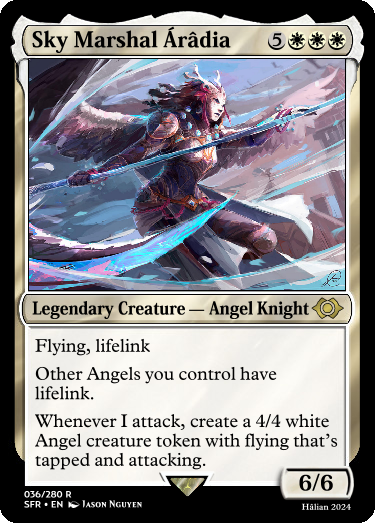 Sky Marshal Árâdia 5
Legendary Creature — Angel Knight
Flying, lifelink
Other Angels you control have
lifelink.
Whenever I attack, create a 4/4 white
Angel creature token with flying that's
tapped and attacking.
6/6
036/280 R
SFR • EN Jason Nguyen
Hâlian 2024